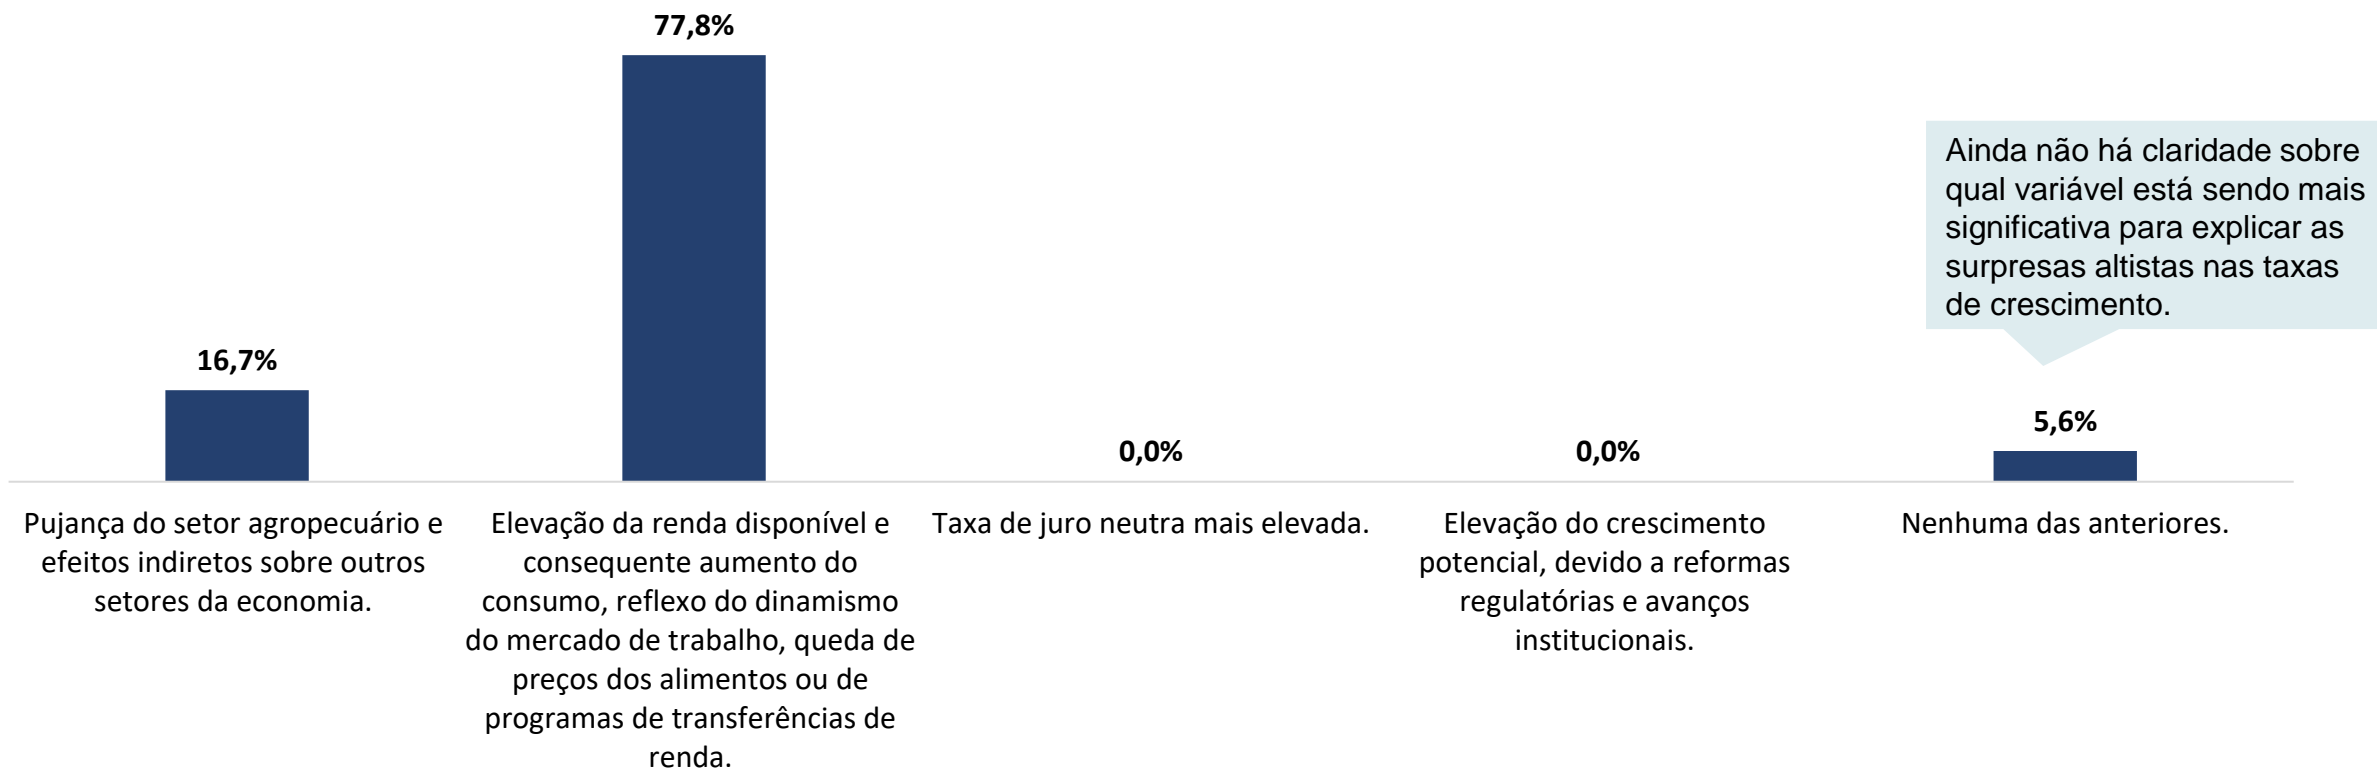 77,8%
Ainda não há claridade sobre
qual variável está sendo mais
significativa para explicar as
surpresas altistas nas taxas
de crescimento.
16,7%
0,0%
0,0%
5,6%
Pujança do setor agropecuário e
efeitos indiretos sobre outros
setores da economia.
Elevação da renda disponível e
consequente aumento do
consumo, reflexo do dinamismo
do mercado de trabalho, queda de
preços dos alimentos ou de
programas de transferências de
renda.
Taxa de juro neutra mais elevada.
Elevação do crescimento
potencial, devido a reformas
regulatórias e avanços
institucionais.
Nenhuma das anteriores.